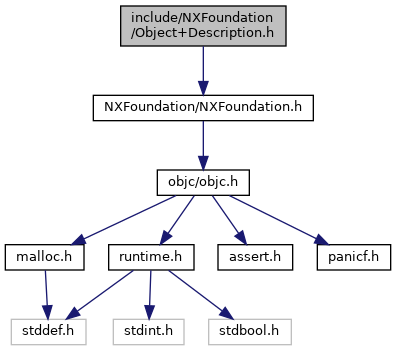 include/NXFoundation
/Object+Description.h
NXFoundation/NXFoundation.h
objc/objc.h
malloc.h
runtime.h
assert.h
panicf.h
stddef.h
stdint.h
stdbool.h